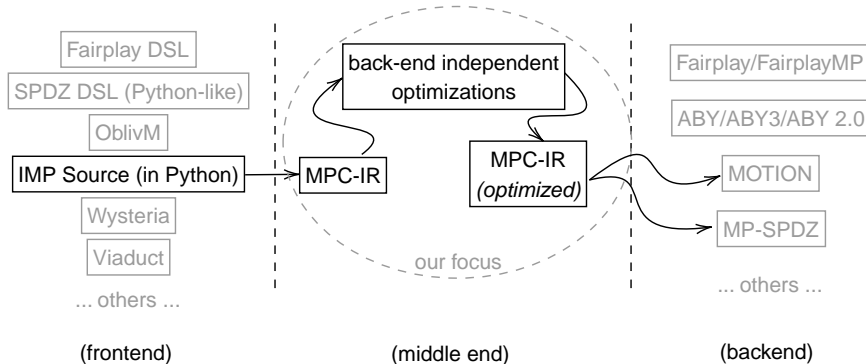 Fairplay DSL
SPDZ DSL (Python-like)
OblivM
IMP Source (in Python)
Wysteria
Viaduct
... others ...
(frontend)
back-end independent
optimizations
MPC-IR
MPC-IR
(optimized)
our focus
(middle end)
Fairplay/FairplayMP
ABY/ABY3/ABY 2.0
MOTION
MP-SPDZ
... others ...
(backend)